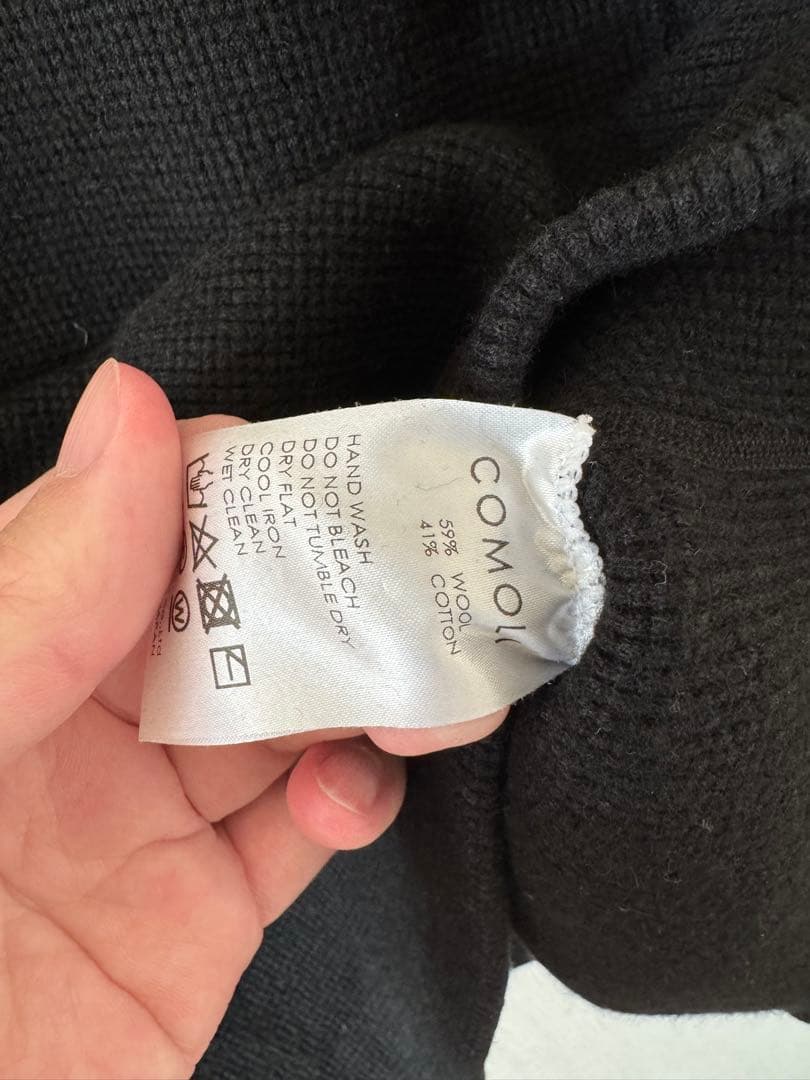 COMOLI
59% WOOL
41% COTTON
HAND WASH
DO NOT BLEACH
DO NOT TUMBLE DRY
DRY FLAT
COOL IRON
DRY CLEAN
WET CLEAN
W